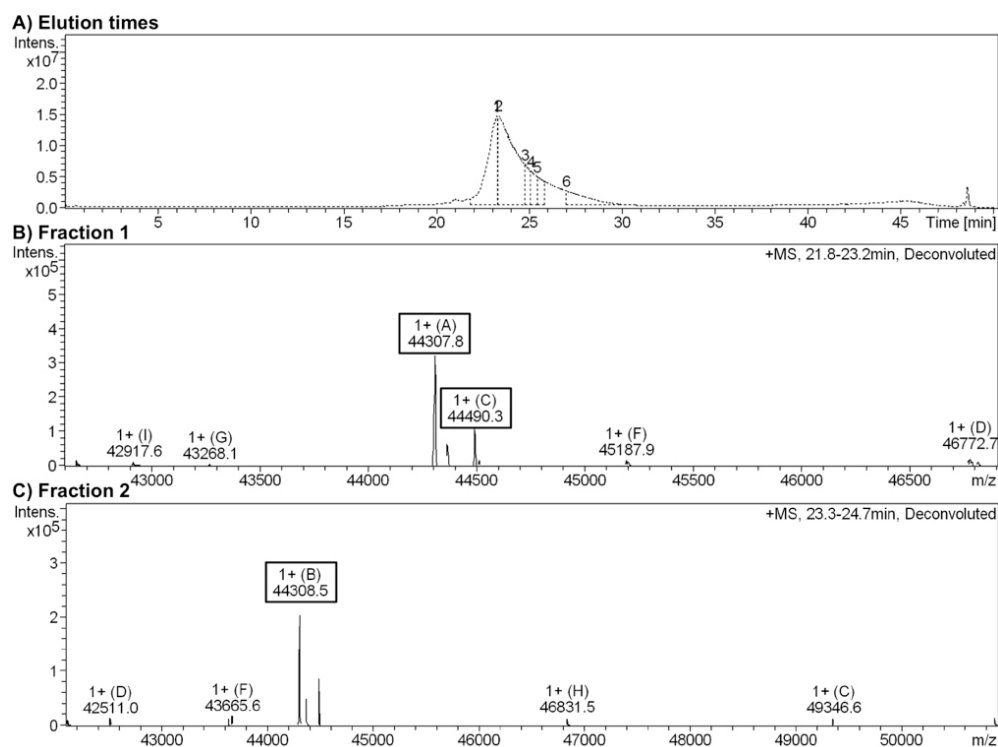 A) Elution times
Intens.
x10⁷
2.0
1.5
1.0
0.5
0.0
1 2
3
4
5
6
5 10 15 20 25 30 35 40 45 Time [min]
B) Fraction 1
Intens.
x10⁵
+MS, 21.8-23.2min, Deconvoluted
5
4
3
2
1
0
1+ (A)
44307.8
1+ (C)
44490.3
1+ (I)
42917.6
1+ (G)
43268.1
1+ (F)
45187.9
1+ (D)
46772.7
43000 43500 44000 44500 45000 45500 46000 46500 m/z
C) Fraction 2
Intens.
x10⁵
+MS, 23.3-24.7min, Deconvoluted
3
2
1
0
1+ (B)
44308.5
1+ (D)
42511.0
1+ (F)
43665.6
1+ (H)
46831.5
1+ (C)
49346.6
43000 44000 45000 46000 47000 48000 49000 50000 m/z